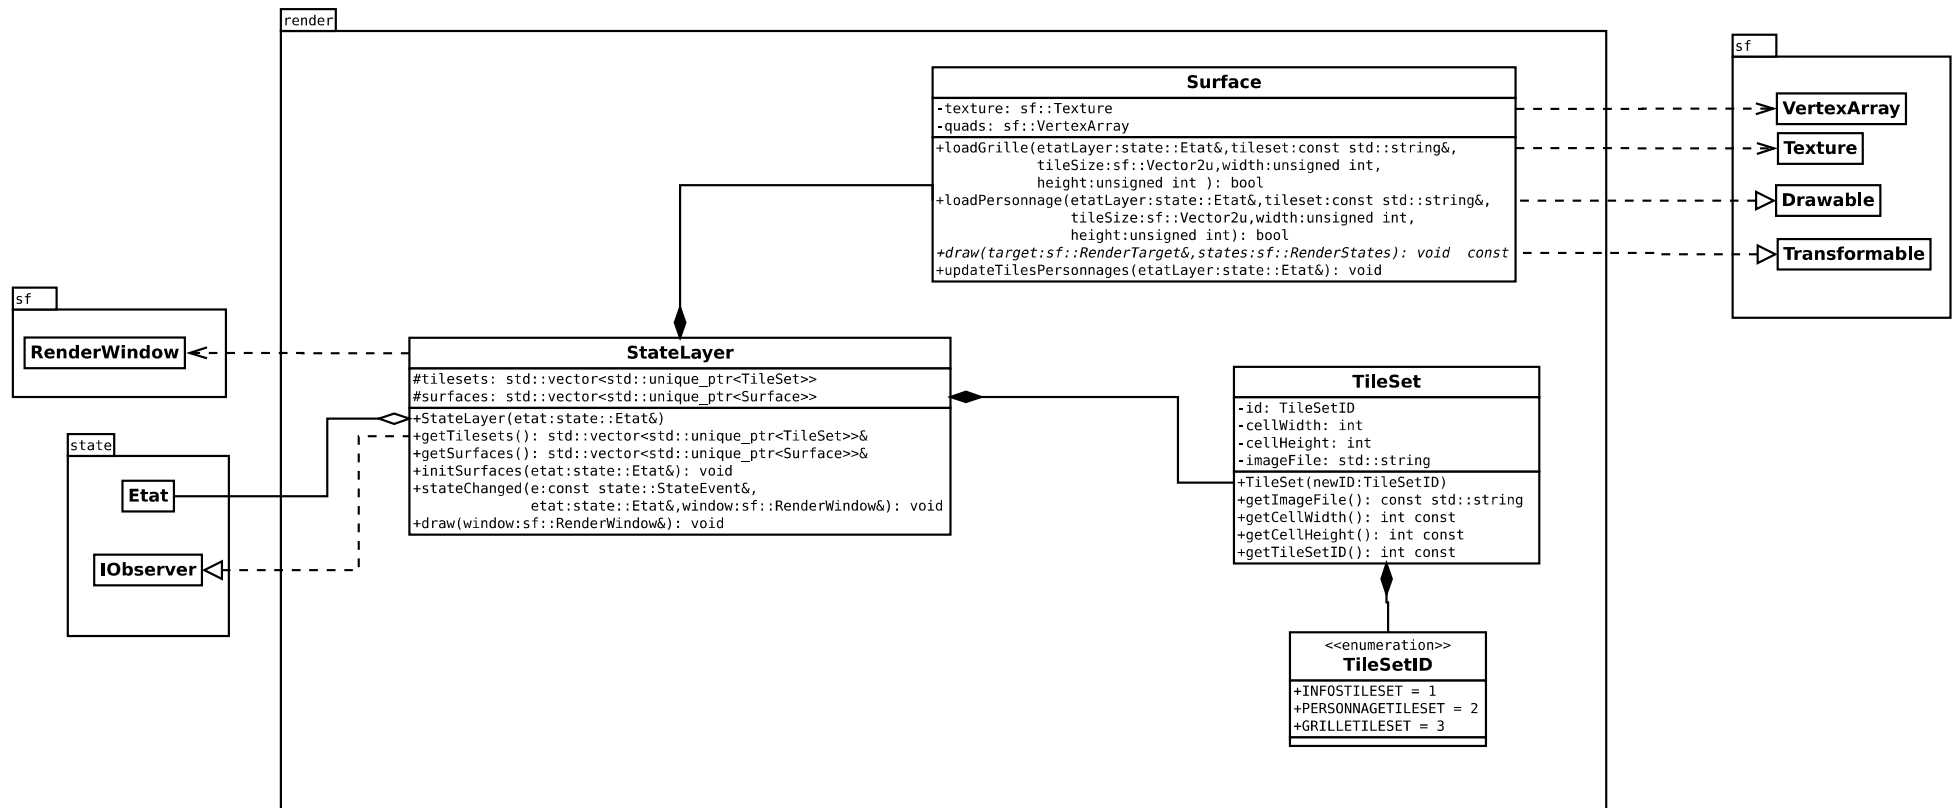 render
Surface
-texture: sf::Texture
-quads: sf::VertexArray
+loadGrille(etatLayer:state::Etat&,tileset:const std::string&,
tileSize:sf::Vector2u,width:unsigned int,
height:unsigned int ): bool
+loadPersonnage(etatLayer:state::Etat&,tileset:const std::string&,
tileSize:sf::Vector2u,width:unsigned int,
height:unsigned int): bool
+draw(target:sf::RenderTarget&,states:sf::RenderStates): void  const
+updateTilesPersonnages(etatLayer:state::Etat&): void
sf
VertexArray
Texture
Drawable
Transformable
sf
RenderWindow
state
Etat
IObserver
StateLayer
#tilesets: std::vector<std::unique_ptr<TileSet>>
#surfaces: std::vector<std::unique_ptr<Surface>>
+StateLayer(etat:state::Etat&)
+getTilesets(): std::vector<std::unique_ptr<TileSet>>&
+getSurfaces(): std::vector<std::unique_ptr<Surface>>&
+initSurfaces(etat:state::Etat&): void
+stateChanged(e:const state::StateEvent&,
etat:state::Etat&,window:sf::RenderWindow&): void
+draw(window:sf::RenderWindow&): void
TileSet
-id: TileSetID
-cellWidth: int
-cellHeight: int
-imageFile: std::string
+TileSet(newID:TileSetID)
+getImageFile(): const std::string
+getCellWidth(): int const
+getCellHeight(): int const
+getTileSetID(): int const
<<enumeration>>
TileSetID
+INFOSTILESET = 1
+PERSONNAGETILESET = 2
+GRILLETILESET = 3